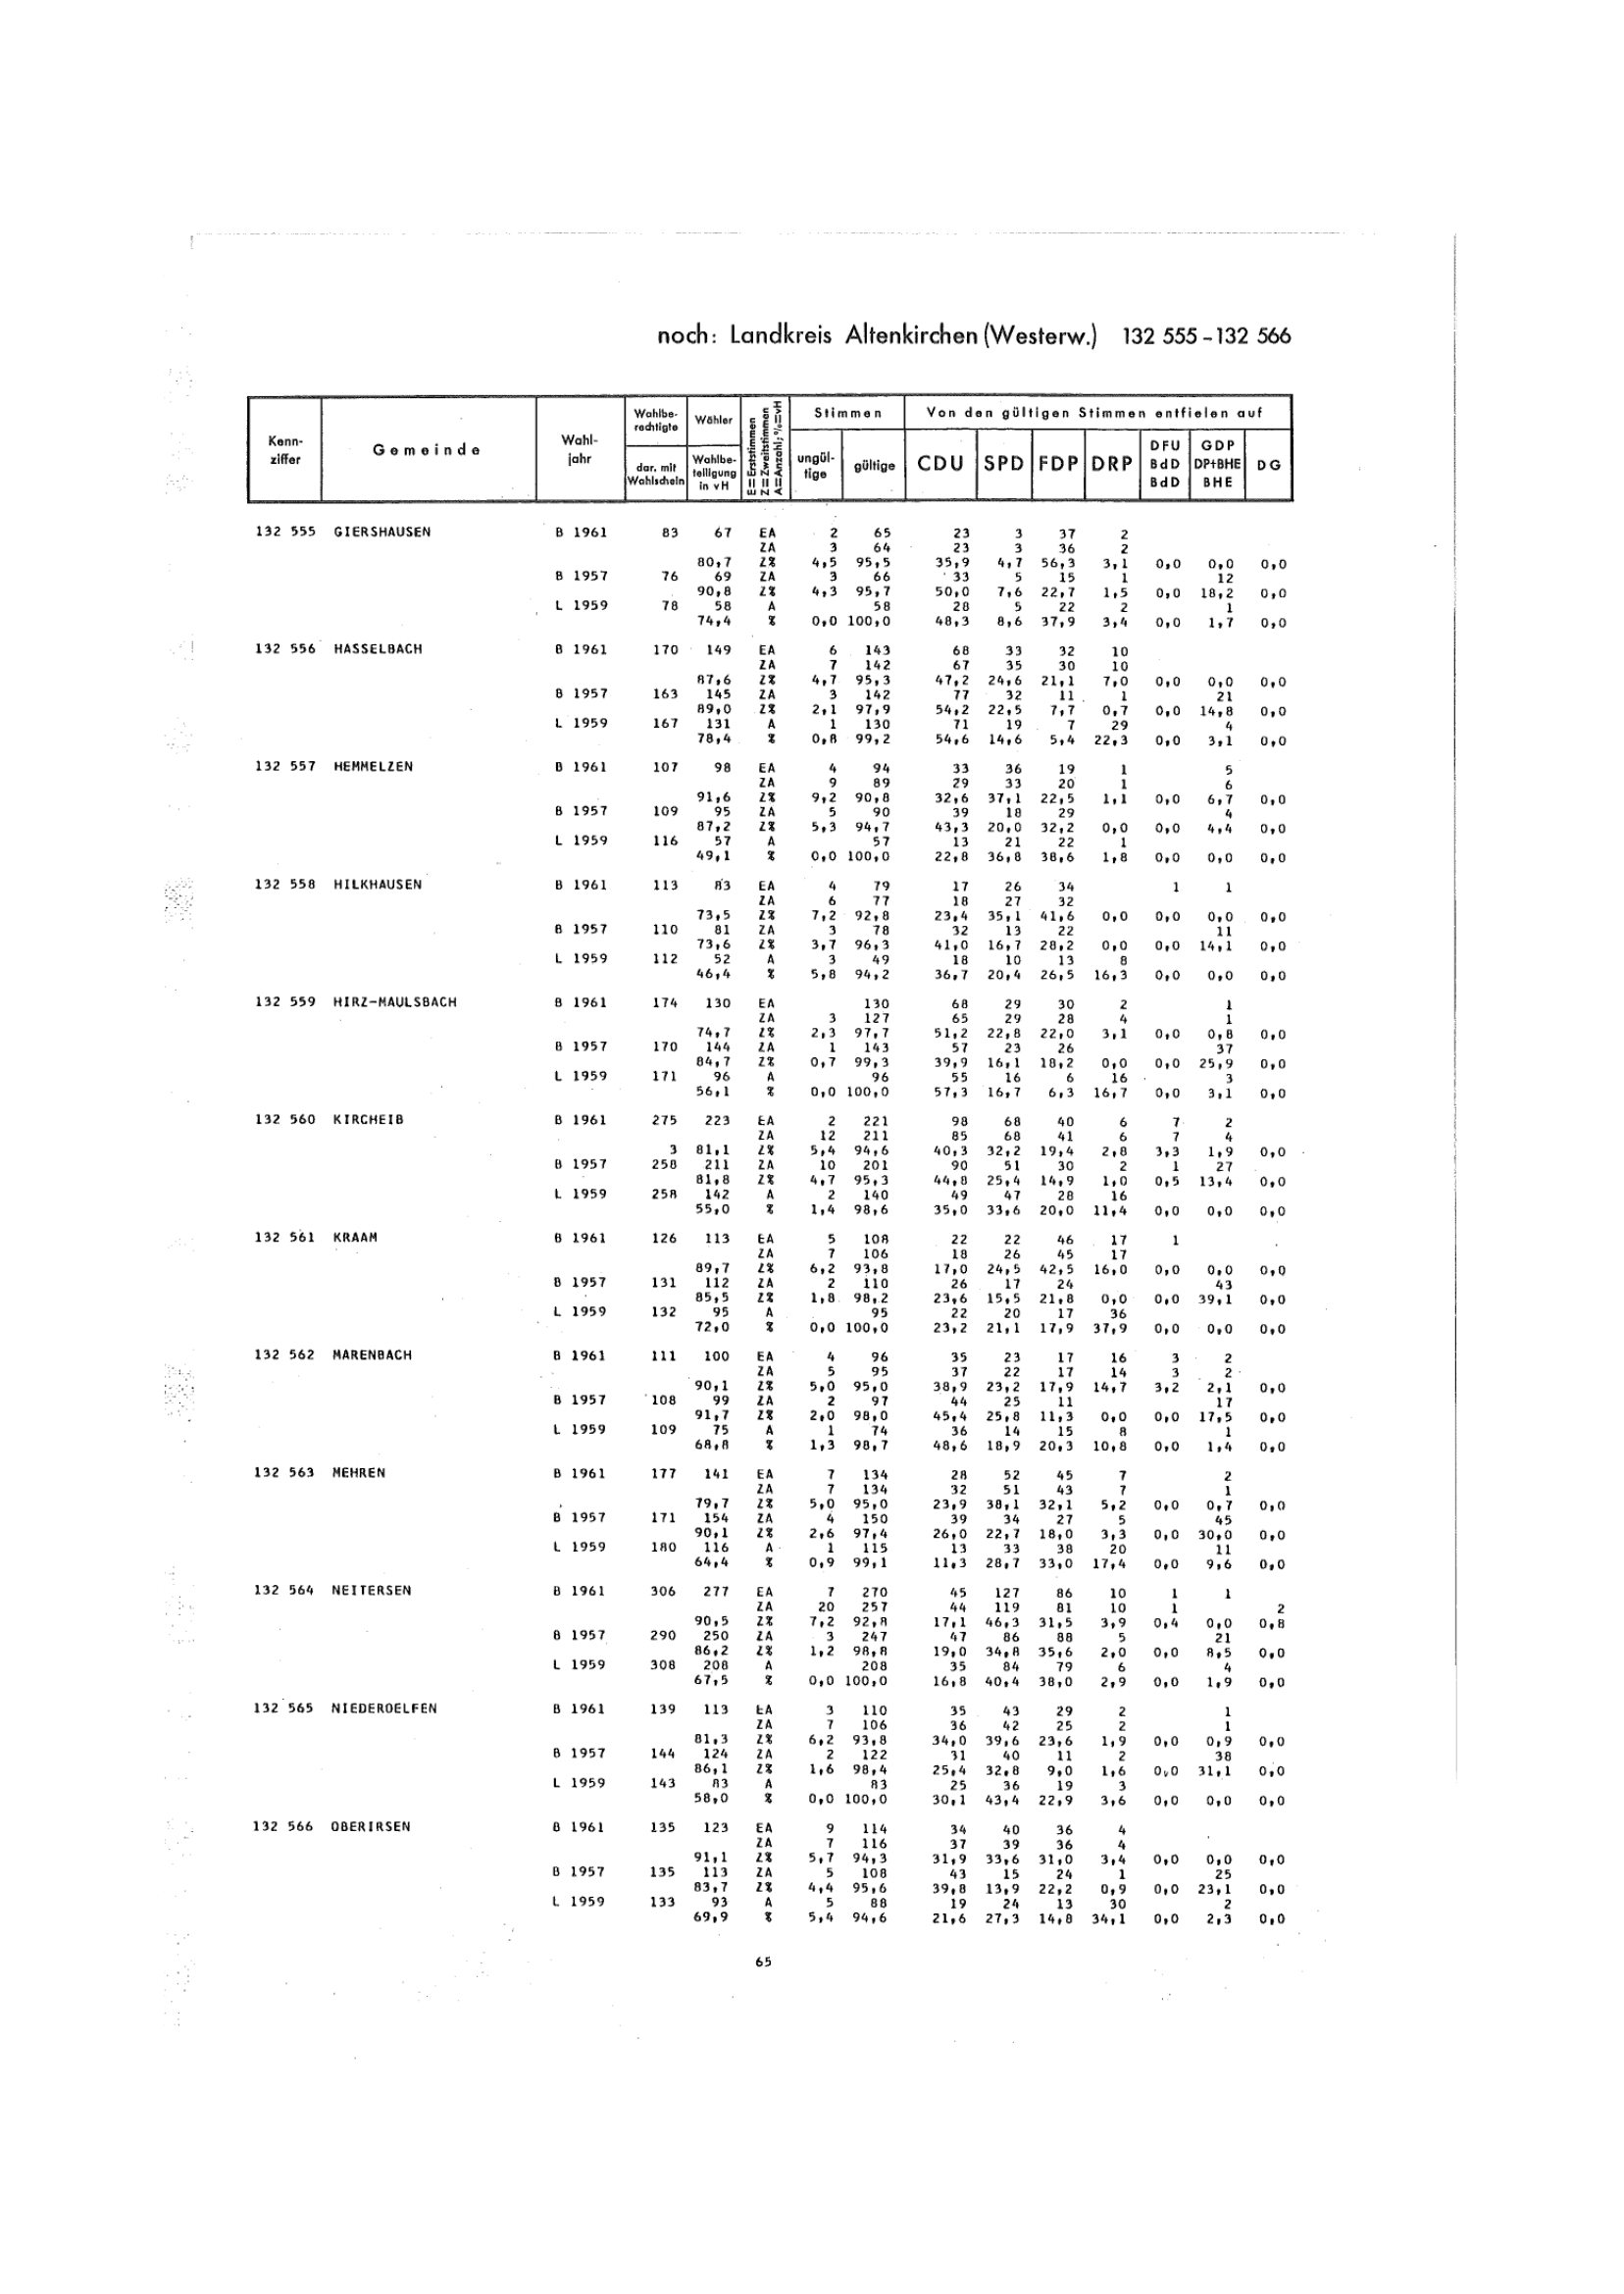 noch: Landkreis Altenkirchen (Westerw.) 132 555 – 132 566
Kenn-ziffer Gemeinde Wahl-jahr Wahlbe-rechtigte dar. mit Wahlschein Wähler Wahlbe-teiligung in vH E = Erststimmen Z = Zweitstimmen A = Anzahl; % = vH Stimmen ungül-tige gültige Von den gültigen Stimmen entfielen auf CDU SPD FDP DRP DFU BdD BdD GDP DP+BHE BHE DG
132 555 GIERSHAUSEN B 1961 83 67 EA 2 65 23 3 37 2
ZA 3 64 23 3 36 2
80,7 Z% 4,5 95,5 35,9 4,7 56,3 3,1 0,0 0,0 0,0
B 1957 76 69 ZA 3 66 33 5 15 1 12
90,8 Z% 4,3 95,7 50,0 7,6 22,7 1,5 0,0 18,2 0,0
L 1959 78 58 A 58 28 5 22 2 1
74,4 % 0,0 100,0 48,3 8,6 37,9 3,4 0,0 1,7 0,0
132 556 HASSELBACH B 1961 170 149 EA 6 143 68 33 32 10
ZA 7 142 67 35 30 10
87,6 Z% 4,7 95,3 47,2 24,6 21,1 7,0 0,0 0,0 0,0
B 1957 163 145 ZA 3 142 77 32 11 1 21
89,0 Z% 2,1 97,9 54,2 22,5 7,7 0,7 0,0 14,8 0,0
L 1959 167 131 A 1 130 71 19 7 29 4
78,4 % 0,8 99,2 54,6 14,6 5,4 22,3 0,0 3,1 0,0
132 557 HEMMELZEN B 1961 107 98 EA 4 94 33 36 19 1 5
ZA 9 89 29 33 20 1 6
91,6 Z% 9,2 90,8 32,6 37,1 22,5 1,1 0,0 6,7 0,0
B 1957 109 95 ZA 5 90 39 18 29 4
87,2 Z% 5,3 94,7 43,3 20,0 32,2 0,0 0,0 4,4 0,0
L 1959 116 57 A 57 13 21 22 1
49,1 % 0,0 100,0 22,8 36,8 38,6 1,8 0,0 0,0 0,0
132 558 HILKHAUSEN B 1961 113 83 EA 4 79 17 26 34 1 1
ZA 6 77 18 27 32
73,5 Z% 7,2 92,8 23,4 35,1 41,6 0,0 0,0 0,0 0,0
B 1957 110 81 ZA 3 78 32 13 22 11
73,6 Z% 3,7 96,3 41,0 16,7 28,2 0,0 0,0 14,1 0,0
L 1959 112 52 A 3 49 18 10 13 8
46,4 % 5,8 94,2 36,7 20,4 26,5 16,3 0,0 0,0 0,0
132 559 HIRZ-MAULSBACH B 1961 174 130 EA 130 68 29 30 2 1
ZA 3 127 65 29 28 4 1
74,7 Z% 2,3 97,7 51,2 22,8 22,0 3,1 0,0 0,8 0,0
B 1957 170 144 ZA 1 143 57 23 26 37
84,7 Z% 0,7 99,3 39,9 16,1 18,2 0,0 0,0 25,9 0,0
L 1959 171 96 A 96 55 16 6 16 3
56,1 % 0,0 100,0 57,3 16,7 6,3 16,7 0,0 3,1 0,0
132 560 KIRCHEIB B 1961 275 223 EA 2 221 98 68 40 6 7 2
ZA 12 211 85 68 41 6 7 4
3 81,1 Z% 5,4 94,6 40,3 32,2 19,4 2,8 3,3 1,9 0,0
B 1957 258 211 ZA 10 201 90 51 30 2 1 27
81,8 Z% 4,7 95,3 44,8 25,4 14,9 1,0 0,5 13,4 0,0
L 1959 258 142 A 2 140 49 47 28 16
55,0 % 1,4 98,6 35,0 33,6 20,0 11,4 0,0 0,0 0,0
132 561 KRAAM B 1961 126 113 EA 5 108 22 22 46 17 1
ZA 7 106 18 26 45 17
89,7 Z% 6,2 93,8 17,0 24,5 42,5 16,0 0,0 0,0 0,0
B 1957 131 112 ZA 2 110 26 17 24 43
85,5 Z% 1,8 98,2 23,6 15,5 21,8 0,0 0,0 39,1 0,0
L 1959 132 95 A 95 22 20 17 36
72,0 % 0,0 100,0 23,2 21,1 17,9 37,9 0,0 0,0 0,0
132 562 MARENBACH B 1961 111 100 EA 4 96 35 23 17 16 3 2
ZA 5 95 37 22 17 14 3 2
90,1 Z% 5,0 95,0 38,9 23,2 17,9 14,7 3,2 2,1 0,0
B 1957 108 99 ZA 2 97 44 25 11 17
91,7 Z% 2,0 98,0 45,4 25,8 11,3 0,0 0,0 17,5 0,0
L 1959 109 75 A 1 74 36 14 15 8 1
68,8 % 1,3 98,7 48,6 18,9 20,3 10,8 0,0 1,4 0,0
132 563 MEHREN B 1961 177 141 EA 7 134 28 52 45 7 2
ZA 7 134 32 51 43 7 1
79,7 Z% 5,0 95,0 23,9 38,1 32,1 5,2 0,0 0,7 0,0
B 1957 171 154 ZA 4 150 39 34 27 5 45
90,1 Z% 2,6 97,4 26,0 22,7 18,0 3,3 0,0 30,0 0,0
L 1959 180 116 A 1 115 13 33 38 20 11
64,4 % 0,9 99,1 11,3 28,7 33,0 17,4 0,0 9,6 0,0
132 564 NEITERSEN B 1961 306 277 EA 7 270 45 127 86 10 1 1
ZA 20 257 44 119 81 10 1 2
90,5 Z% 7,2 92,8 17,1 46,3 31,5 3,9 0,4 0,0 0,8
B 1957 290 250 ZA 3 247 47 86 88 5 21
86,2 Z% 1,2 98,8 19,0 34,8 35,6 2,0 0,0 8,5 0,0
L 1959 308 208 A 208 35 84 79 6 4
67,5 % 0,0 100,0 16,8 40,4 38,0 2,9 0,0 1,9 0,0
132 565 NIEDEROELFEN B 1961 139 113 EA 3 110 35 43 29 2 1
ZA 7 106 36 42 25 2 1
81,3 Z% 6,2 93,8 34,0 39,6 23,6 1,9 0,0 0,9 0,0
B 1957 144 124 ZA 2 122 31 40 11 2 38
86,1 Z% 1,6 98,4 25,4 32,8 9,0 1,6 0,0 31,1 0,0
L 1959 143 83 A 83 25 36 19 3
58,0 % 0,0 100,0 30,1 43,4 22,9 3,6 0,0 0,0 0,0
132 566 OBERIRSEN B 1961 135 123 EA 9 114 34 40 36 4
ZA 7 116 37 39 36 4
91,1 Z% 5,7 94,3 31,9 33,6 31,0 3,4 0,0 0,0 0,0
B 1957 135 113 ZA 5 108 43 15 24 1 25
83,7 Z% 4,4 95,6 39,8 13,9 22,2 0,9 0,0 23,1 0,0
L 1959 133 93 A 5 88 19 24 13 30 2
69,9 % 5,4 94,6 21,6 27,3 14,8 34,1 0,0 2,3 0,0
65